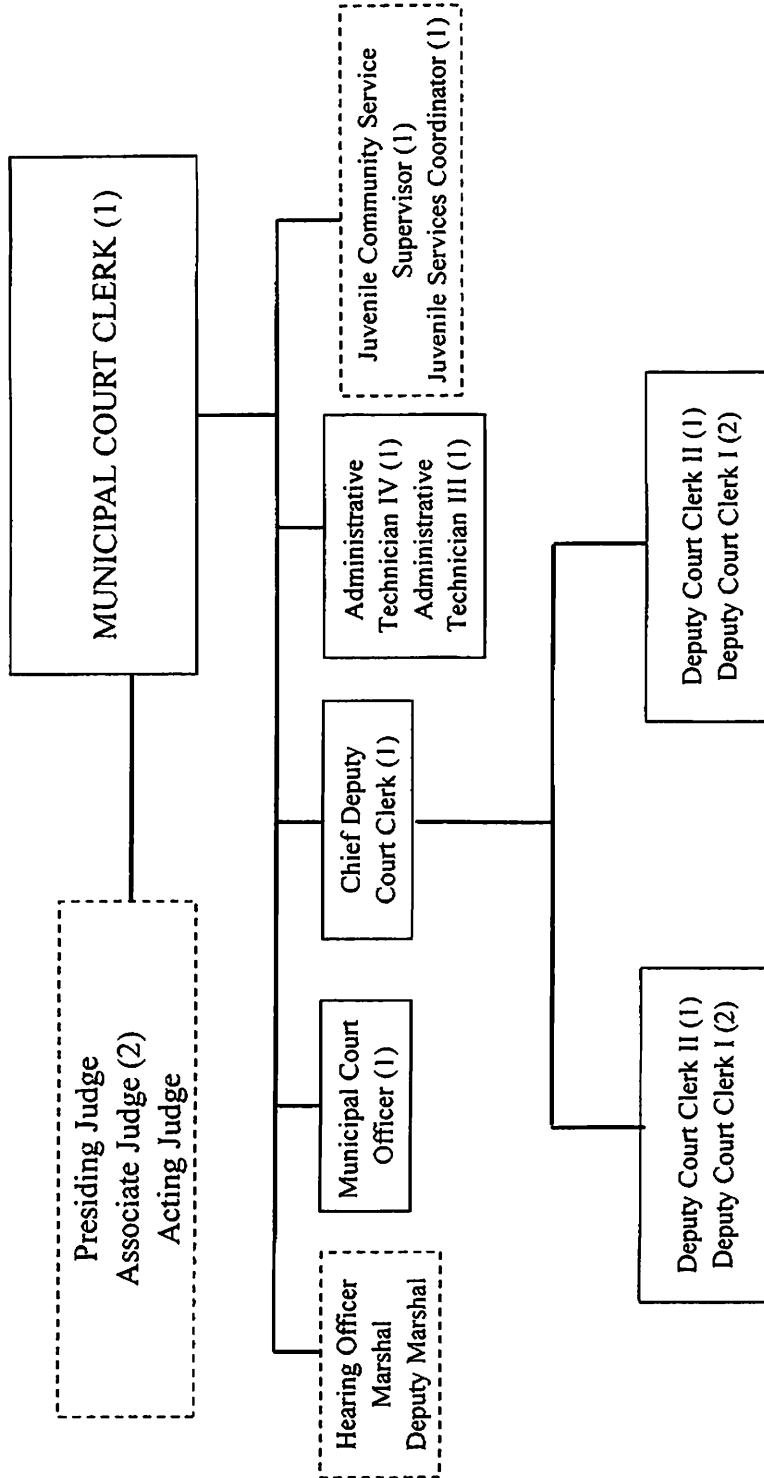 MUNICIPAL COURT CLERK (1)
Presiding Judge
Associate Judge (2)
Acting Judge
Hearing Officer
Marshal
Deputy Marshal
Municipal Court
Officer (1)
Chief Deputy
Court Clerk (1)
Administrative
Technician IV (1)
Administrative
Technician III (1)
Juvenile Community Service
Supervisor (1)
Juvenile Services Coordinator (1)
Deputy Court Clerk II (1)
Deputy Court Clerk I (2)
Deputy Court Clerk II (1)
Deputy Court Clerk I (2)